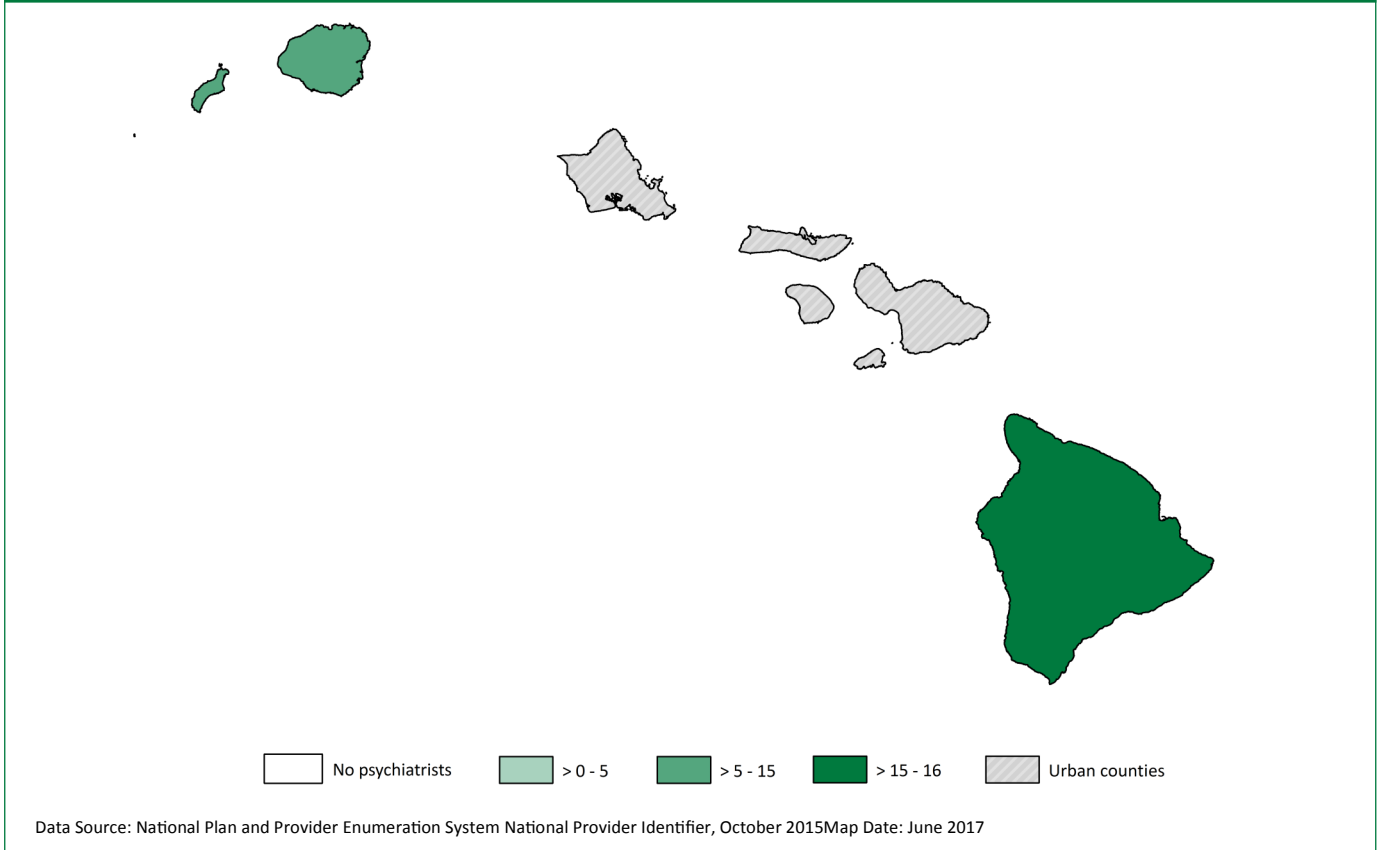 No psychiatrists > 0 - 5 > 5 - 15 > 15 - 16 Urban counties
Data Source: National Plan and Provider Enumeration System National Provider Identifier, October 2015Map Date: June 2017